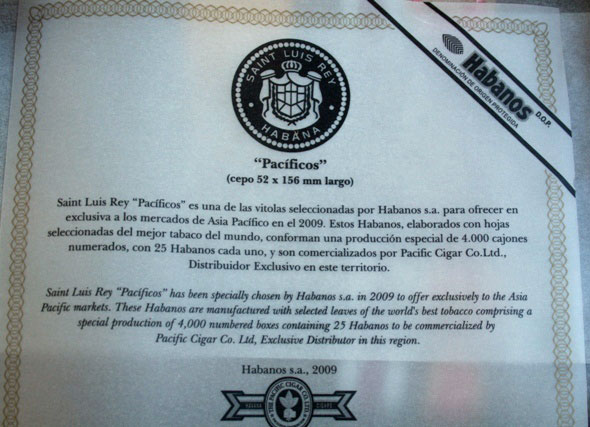 SAINT LUIS REY
HABANA
Habanos D.O.P.
DENOMINACIÓN DE ORIGEN PROTEGIDA
“Pacíficos”
(cepo 52 x 156 mm largo)
Saint Luis Rey “Pacíficos” es una de las vitolas seleccionadas por Habanos s.a. para ofrecer en
exclusiva a los mercados de Asia Pacífico en el 2009. Estos Habanos, elaborados con hojas
seleccionadas del mejor tabaco del mundo, conforman una producción especial de 4.000 cajones
numerados, con 25 Habanos cada uno, y son comercializados por Pacific Cigar Co.Ltd.,
Distribuidor Exclusivo en este territorio.
Saint Luis Rey “Pacíficos” has been specially chosen by Habanos s.a. in 2009 to offer exclusively to the Asia
Pacific markets. These Habanos are manufactured with selected leaves of the world's best tobacco comprising a
special production of 4,000 numbered boxes containing 25 Habanos to be commercialized by
Pacific Cigar Co. Ltd, Exclusive Distributor in this region.
Habanos s.a., 2009
THE PACIFIC CIGAR CO. LTD.